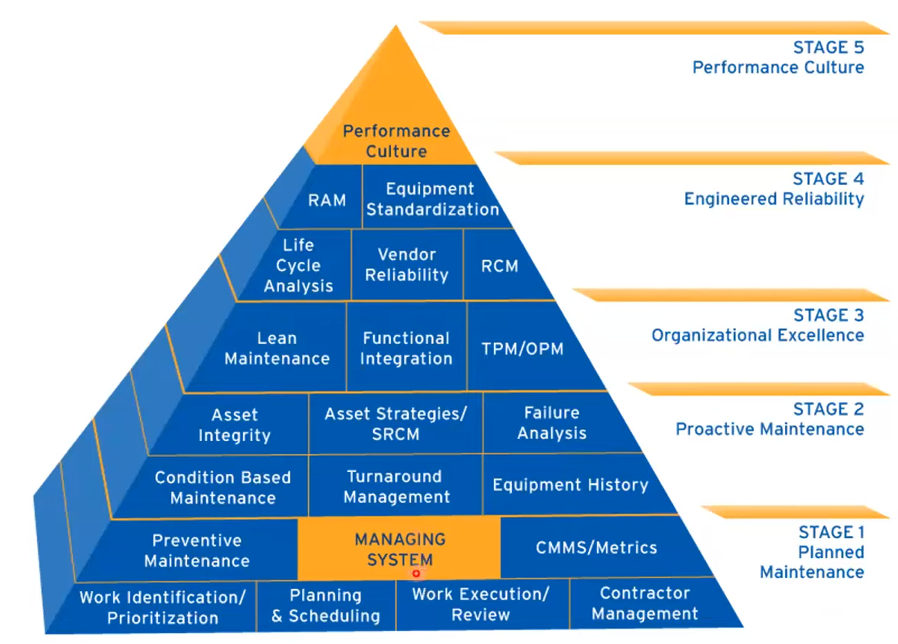 STAGE 5
Performance Culture
Performance
Culture
STAGE 4
Engineered Reliability
RAM
Equipment
Standardization
Life
Cycle
Analysis
Vendor
Reliability
RCM
STAGE 3
Organizational Excellence
Lean
Maintenance
Functional
Integration
TPM/OPM
STAGE 2
Proactive Maintenance
Asset
Integrity
Asset Strategies/
SRCM
Failure
Analysis
Condition Based
Maintenance
Turnaround
Management
Equipment History
STAGE 1
Planned
Maintenance
Preventive
Maintenance
MANAGING
SYSTEM
CMMS/Metrics
Work Identification/
Prioritization
Planning
& Scheduling
Work Execution/
Review
Contractor
Management